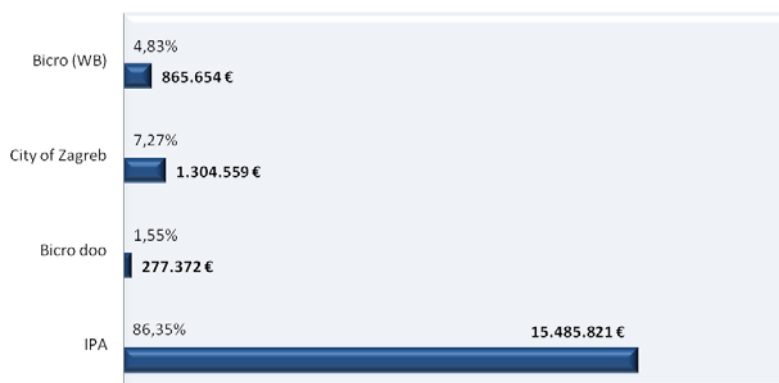 4,83%
Bicro (WB)
865.654 €
7,27%
City of Zagreb
1.304.559 €
1,55%
Bicro doo
277.372 €
86,35%
15.485.821 €
IPA